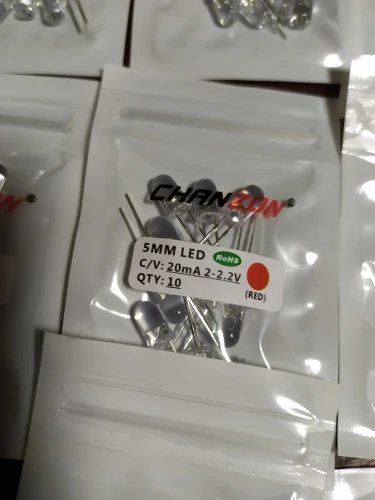 CHANZON®
5MM LED RoHS
C/V: 20mA 2-2.2V
QTY: 10
(RED)